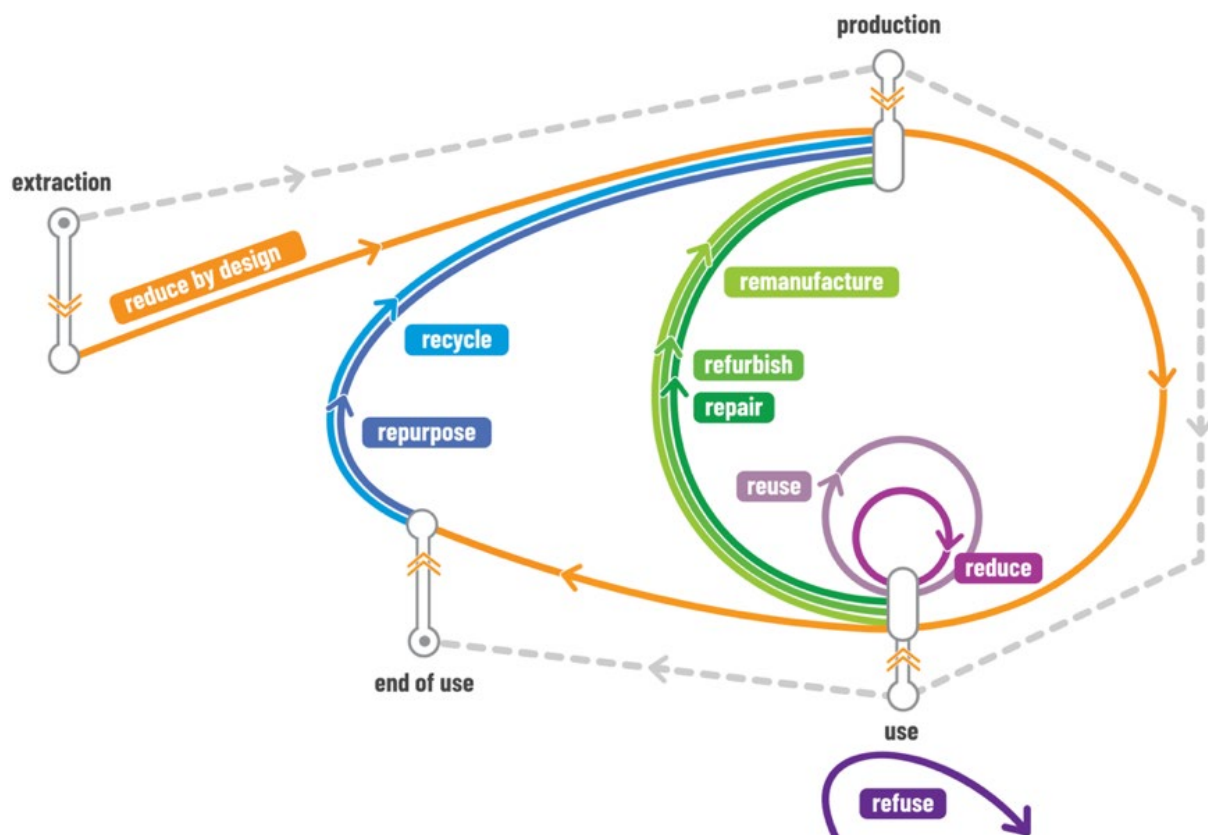 production
extraction
reduce by design
remanufacture
recycle
refurbish
repair
repurpose
reuse
reduce
end of use
use
refuse